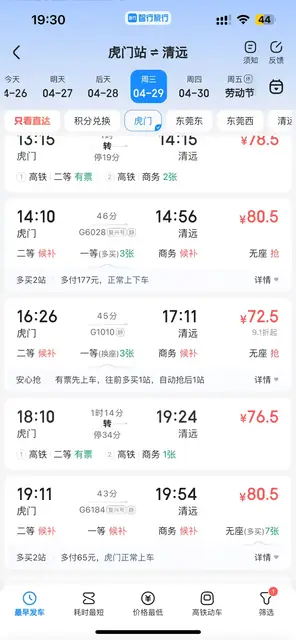 19:30
智行旅行
44
虎门站 ⇌ 清远
须知
反馈
今天 明天 后天 周三 周四 周五 休
04-26 04-27 04-28 04-29 04-30 劳动节
只看直达 积分兑换 虎门 东莞东 东莞西 清
13:15 转 14:15 ¥78.5
虎门 停19分 清远
1 高铁 二等 有票 2 高铁 商务 2张
14:10 46分 14:56 ¥80.5
虎门 G6028 复兴号 清远
二等 候补 一等(多买)3张 商务 候补 无座 抢
多买2站 多付177元，正常上下车 详情
16:26 45分 17:11 ¥72.5
虎门 G1010 清远 9.1折起
二等 候补 一等(换座)3张 商务 候补 无座 抢
安心抢 有票先上车，往前多买1站，自动抢后1站 详情
18:10 1时14分 19:24 ¥76.5
虎门 转 清远
停34分
1 高铁 二等 有票 2 高铁 商务 1张
19:11 43分 19:54 ¥80.5
虎门 G6184 复兴号 清远
二等 候补 一等 候补 商务 候补 无座(多买)7张
多买2站 多付65元，虎门正常上车 详情
最早发车 耗时最短 价格最低 高铁动车 筛选